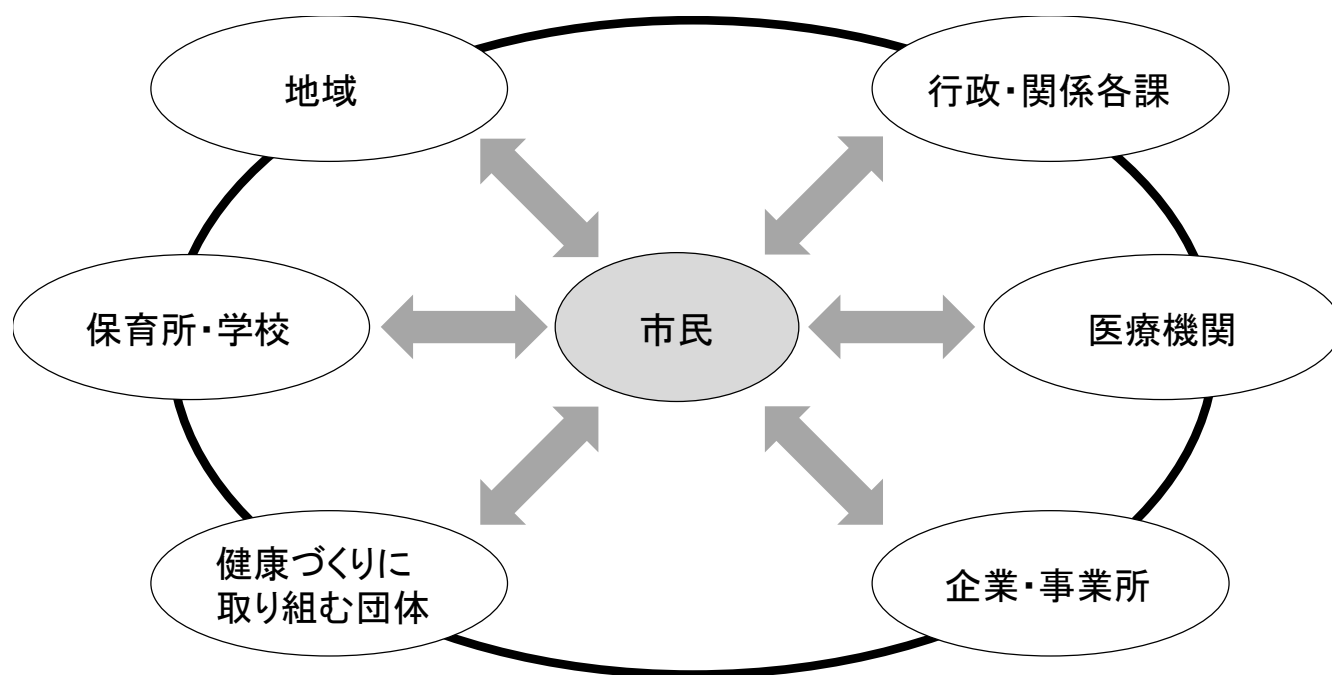 地域
行政・関係各課
保育所・学校
市民
医療機関
健康づくりに
取り組む団体
企業・事業所